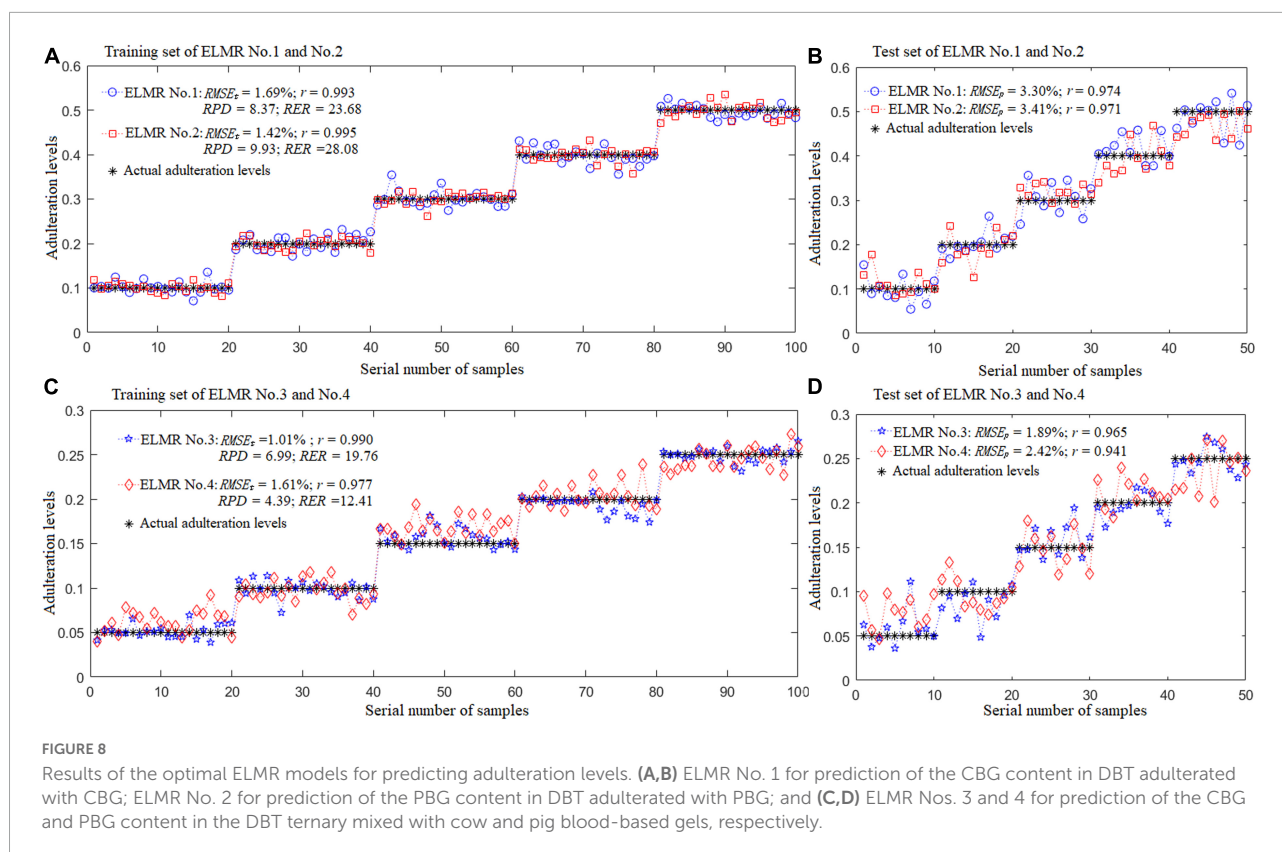 A Training set of ELMR No.1 and No.2
ELMR No.1: RMSET = 1.69%; r = 0.993
RPD = 8.37; RER = 23.68
ELMR No.2: RMSET = 1.42%; r = 0.995
RPD = 9.93; RER =28.08
Actual adulteration levels
Adulteration levels
0.6
0.5
0.4
0.3
0.2
0.1
0
0 10 20 30 40 50 60 70 80 90 100
Serial number of samples
B Test set of ELMR No.1 and No.2
ELMR No.1: RMSEp = 3.30%; r = 0.974
ELMR No.2: RMSEp = 3.41%; r = 0.971
Actual adulteration levels
Adulteration levels
0.6
0.5
0.4
0.3
0.2
0.1
0
0 10 20 30 40 50
Serial number of samples
C Training set of ELMR No.3 and No.4
ELMR No.3: RMSET =1.01% ; r = 0.990
RPD = 6.99; RER = 19.76
ELMR No.4: RMSET = 1.61%; r = 0.977
RPD = 4.39; RER =12.41
Actual adulteration levels
Adulteration levels
0.3
0.25
0.2
0.15
0.1
0.05
0
0 10 20 30 40 50 60 70 80 90 100
Serial number of samples
D Test set of ELMR No.3 and No.4
ELMR No.3: RMSEp = 1.89%; r = 0.965
ELMR No.4: RMSEp = 2.42%; r = 0.941
Actual adulteration levels
Adulteration levels
0.3
0.25
0.2
0.15
0.1
0.05
0
0 10 20 30 40 50
Serial number of samples
FIGURE 8
Results of the optimal ELMR models for predicting adulteration levels. (A,B) ELMR No. 1 for prediction of the CBG content in DBT adulterated
with CBG; ELMR No. 2 for prediction of the PBG content in DBT adulterated with PBG; and (C,D) ELMR Nos. 3 and 4 for prediction of the CBG
and PBG content in the DBT ternary mixed with cow and pig blood-based gels, respectively.